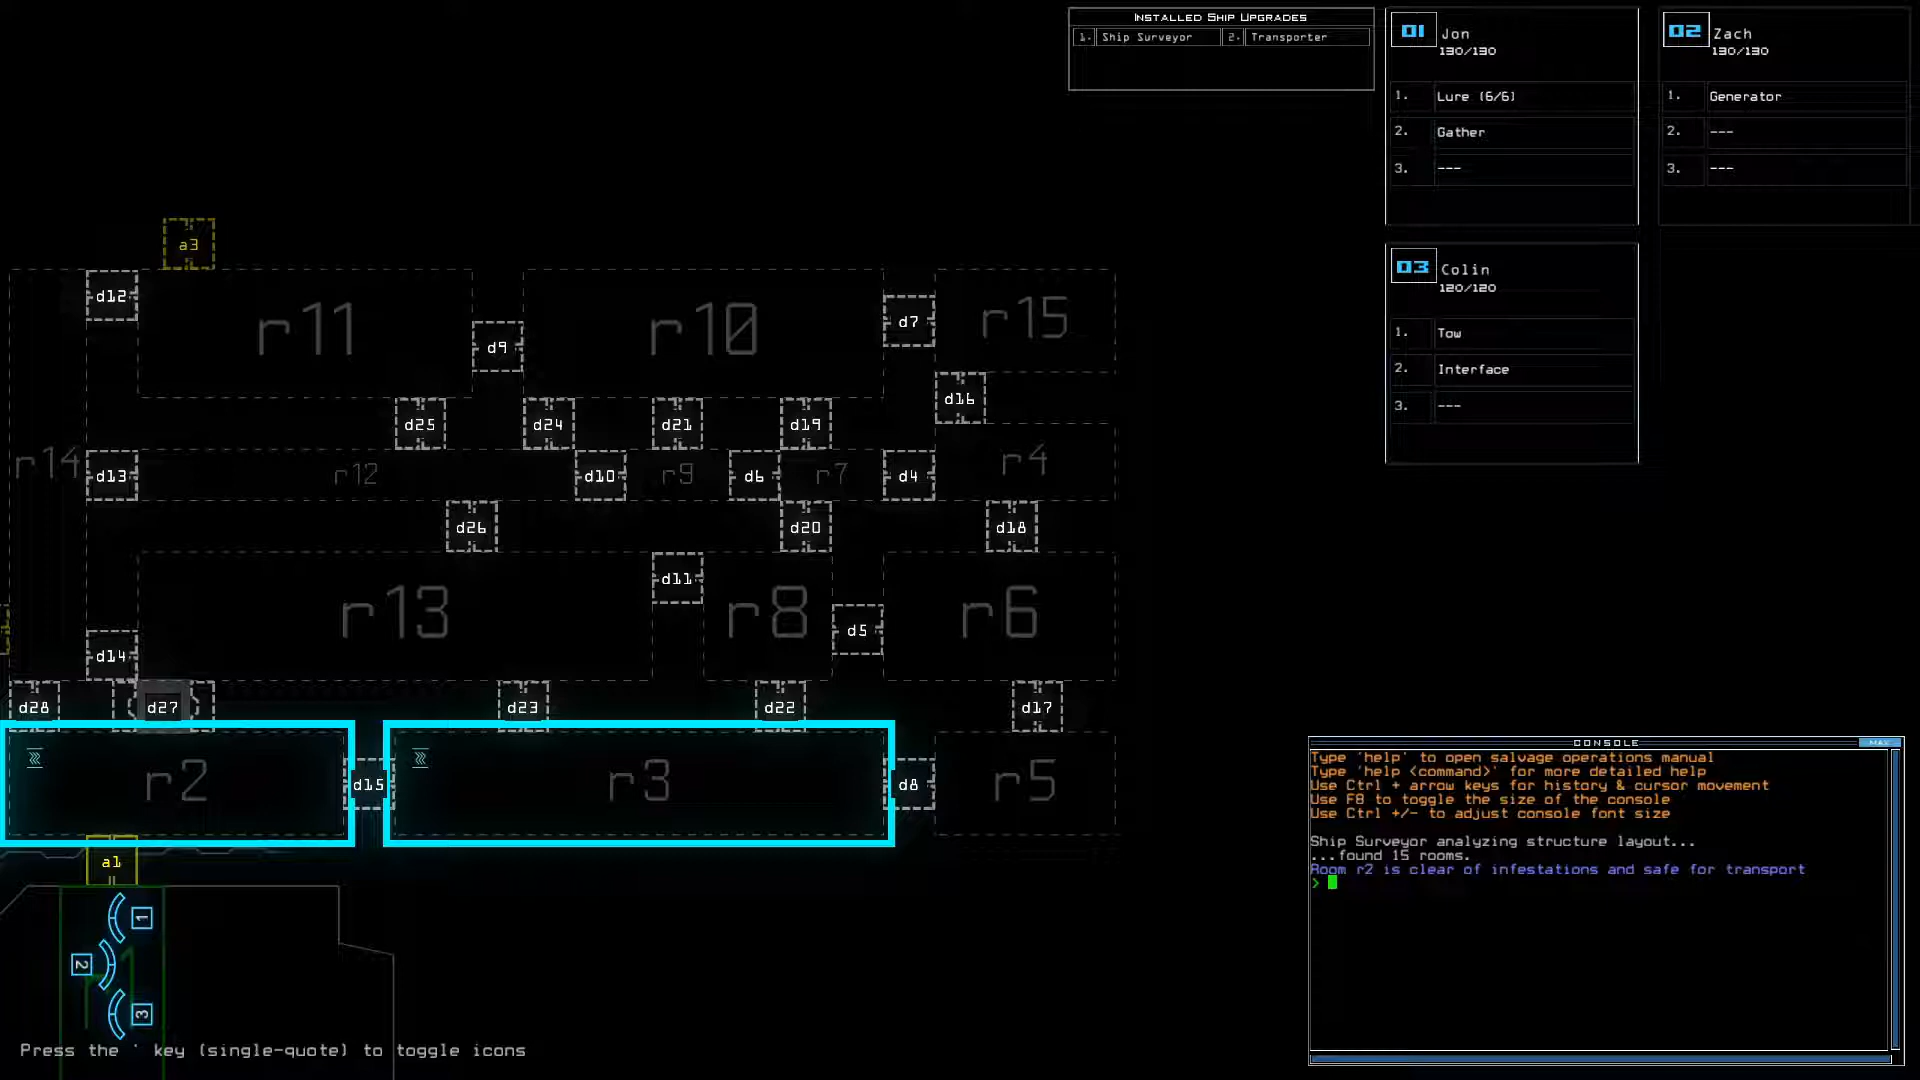 Installed Ship Upgrades
1. Ship Surveyor 2. Transporter
01 Jon
130/130
1. Lure (6/6)
2. Gather
3. ---
02 Zach
130/130
1. Generator
2. ---
3. ---
03 Colin
120/120
1. Tow
2. Interface
3. ---
a3
d12
r11
d9
r10
d7
r15
d16
d25
d24
d21
d19
r14
d13
r12
d10
r9
d6
r7
d4
r4
d26
d20
d18
r13
d11
r8
d5
r6
d14
d28
d27
d23
d22
d17
r2
d15
r3
d8
r5
a1
1
2
3
Press the ' key (single-quote) to toggle icons
Console
MAX
Type 'help' to open salvage operations manual
Type 'help <command>' for more detailed help
Use Ctrl + arrow keys for history & cursor movement
Use F8 to toggle the size of the console
Use Ctrl +/- to adjust console font size
Ship Surveyor analyzing structure layout...
...found 15 rooms.
Room r2 is clear of infestations and safe for transport
>